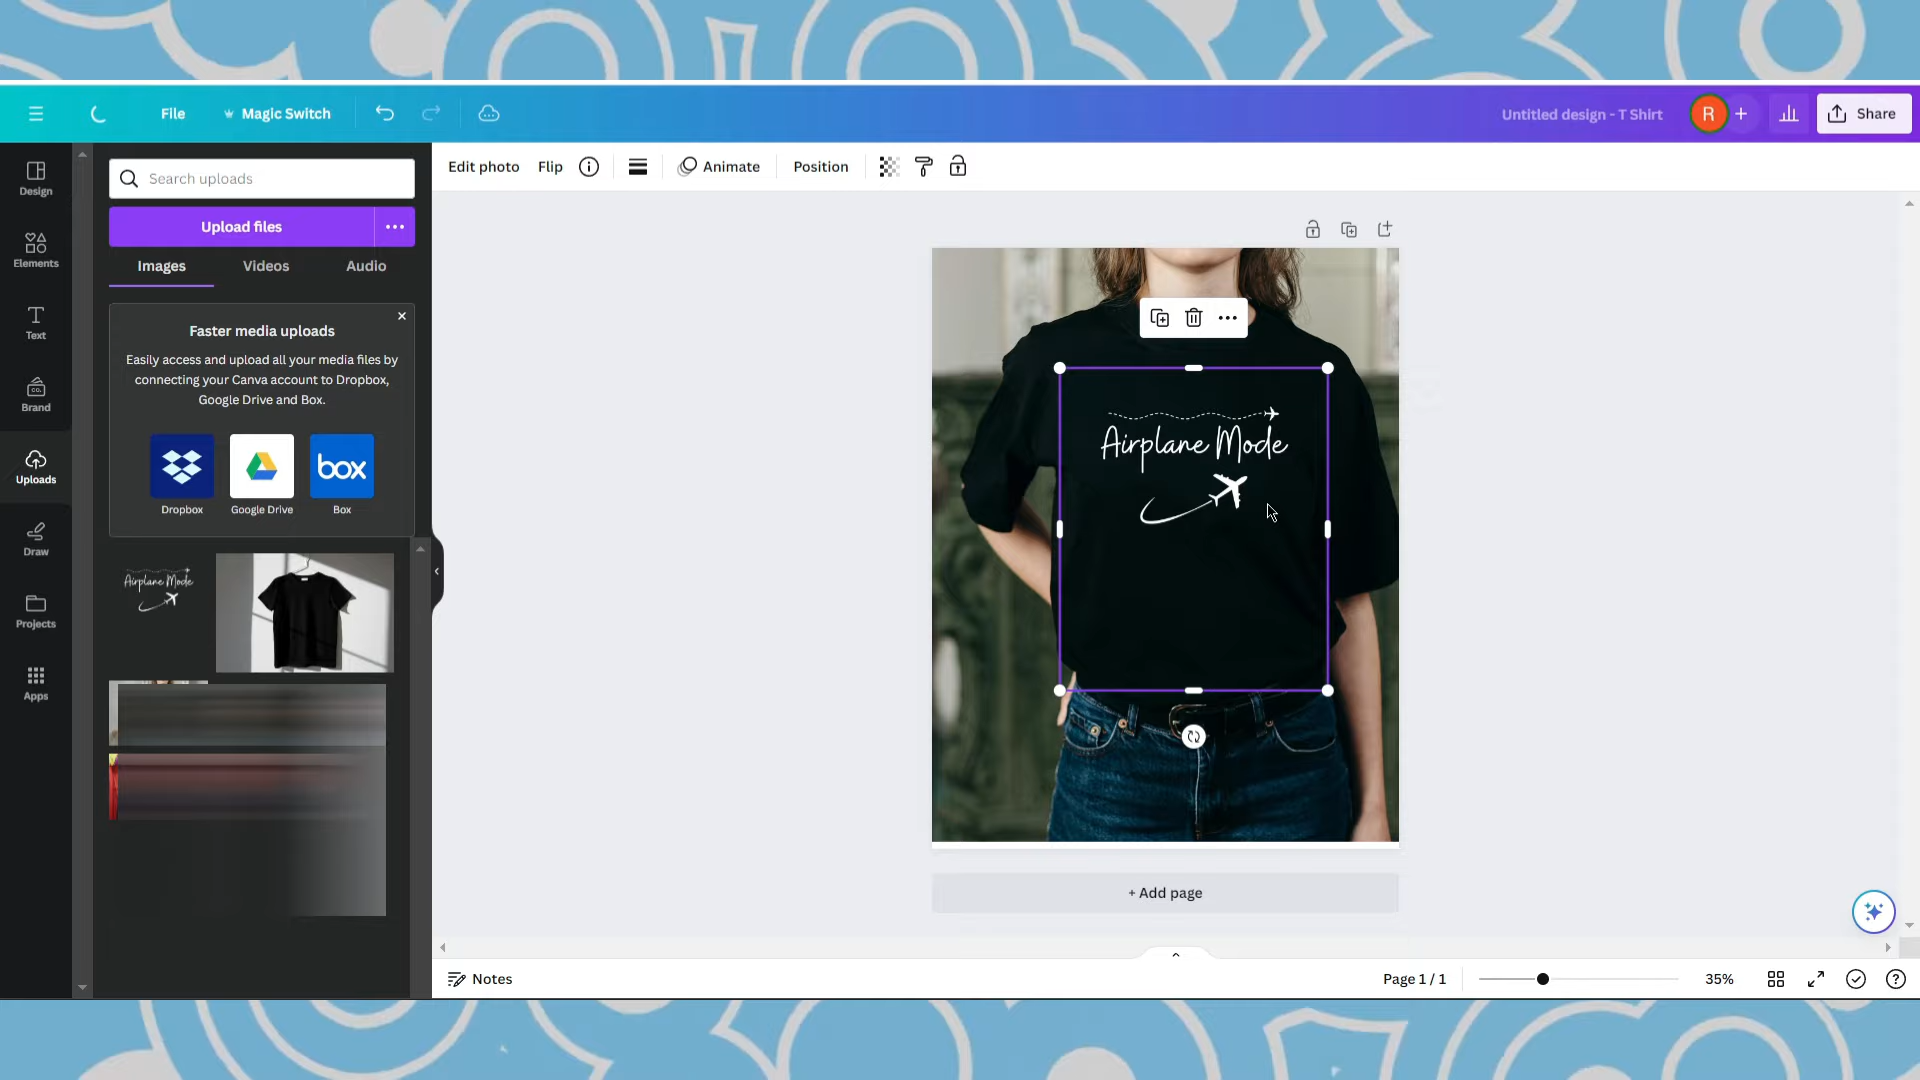 File
Magic Switch
Untitled design - T Shirt
R
+
Share
Design
Elements
Text
Brand
CO.
Uploads
Draw
Projects
Apps
Search uploads
Upload files
Images
Videos
Audio
Faster media uploads
Easily access and upload all your media files by
connecting your Canva account to Dropbox,
Google Drive and Box.
box
Dropbox
Google Drive
Box
Airplane Mode
Edit photo
Flip
Animate
Position
Airplane Mode
+ Add page
Notes
Page 1 / 1
35%